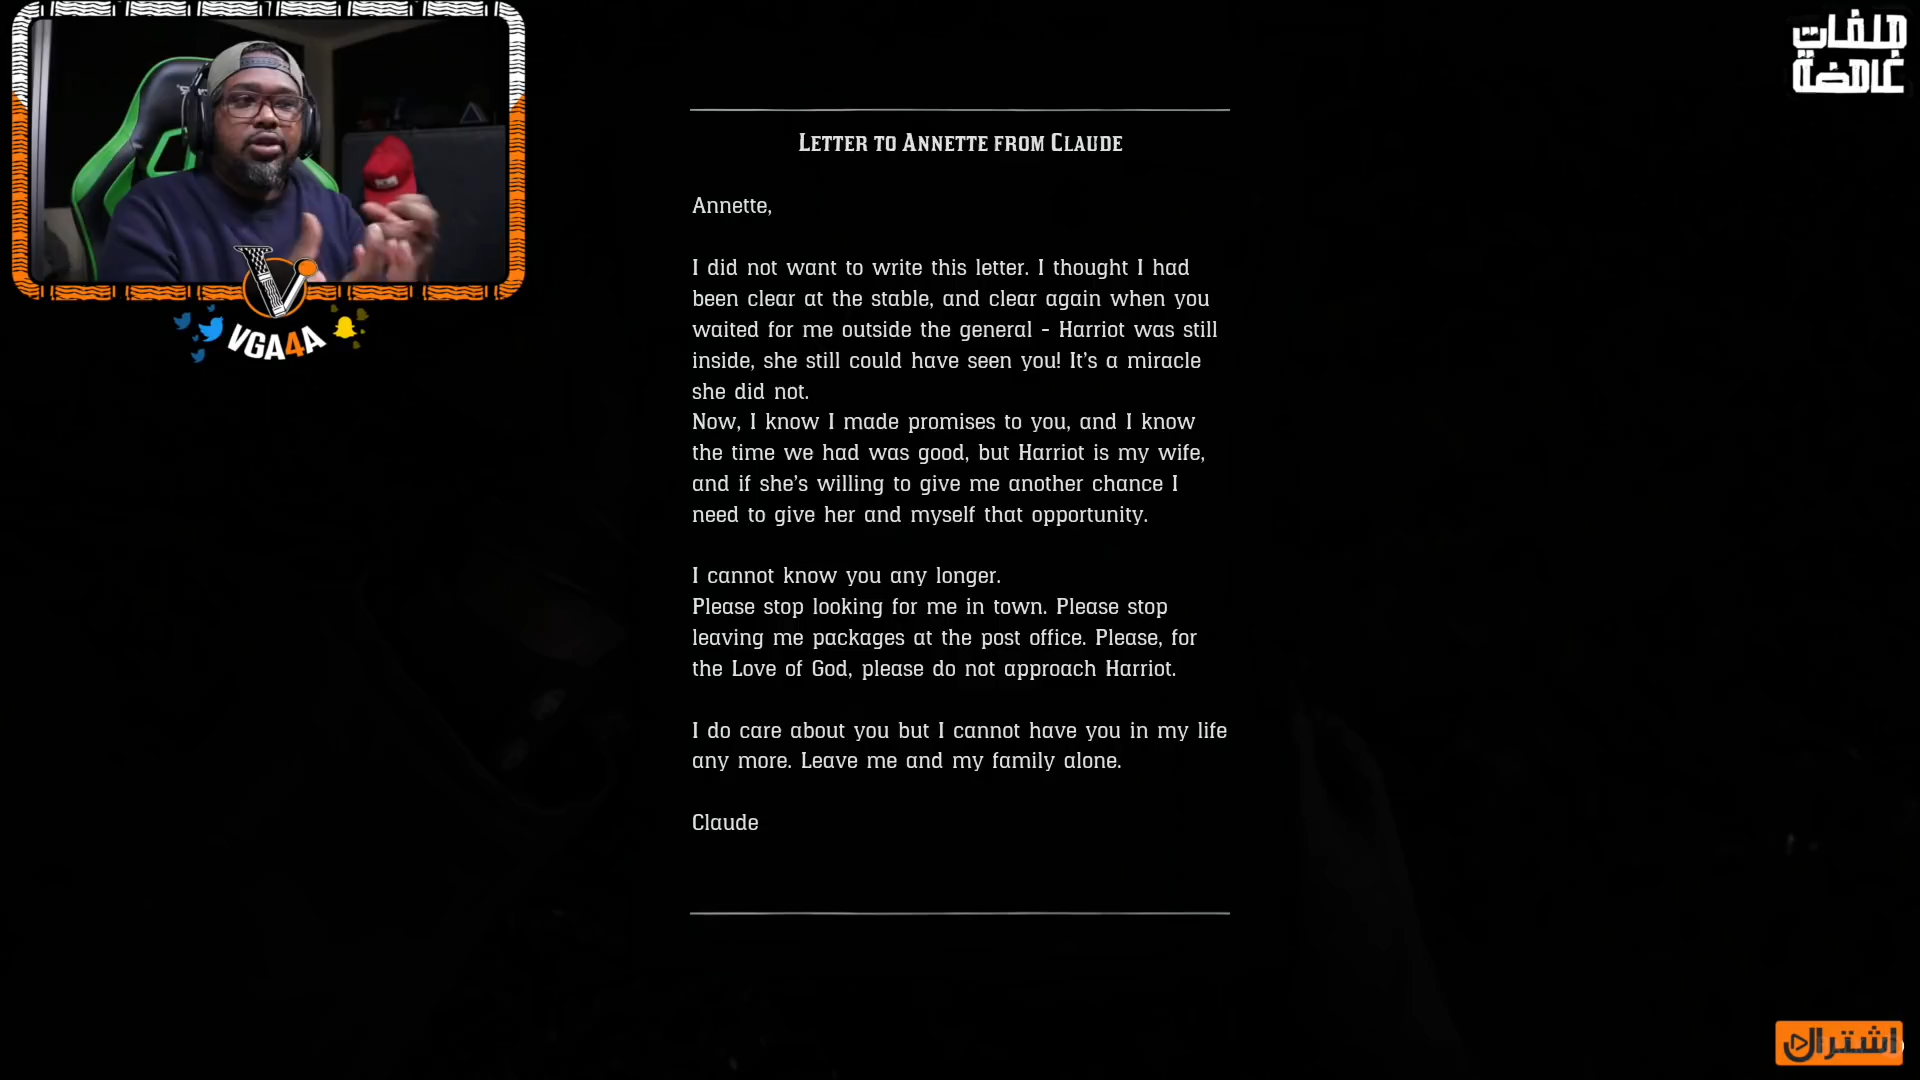 ملفات
غامضة
LETTER TO ANNETTE FROM CLAUDE
Annette,
I did not want to write this letter. I thought I had
been clear at the stable, and clear again when you
waited for me outside the general - Harriot was still
inside, she still could have seen you! It's a miracle
she did not.
Now, I know I made promises to you, and I know
the time we had was good, but Harriot is my wife,
and if she's willing to give me another chance I
need to give her and myself that opportunity.
I cannot know you any longer.
Please stop looking for me in town. Please stop
leaving me packages at the post office. Please, for
the Love of God, please do not approach Harriot.
I do care about you but I cannot have you in my life
any more. Leave me and my family alone.
Claude
VGA4A
اشتراك